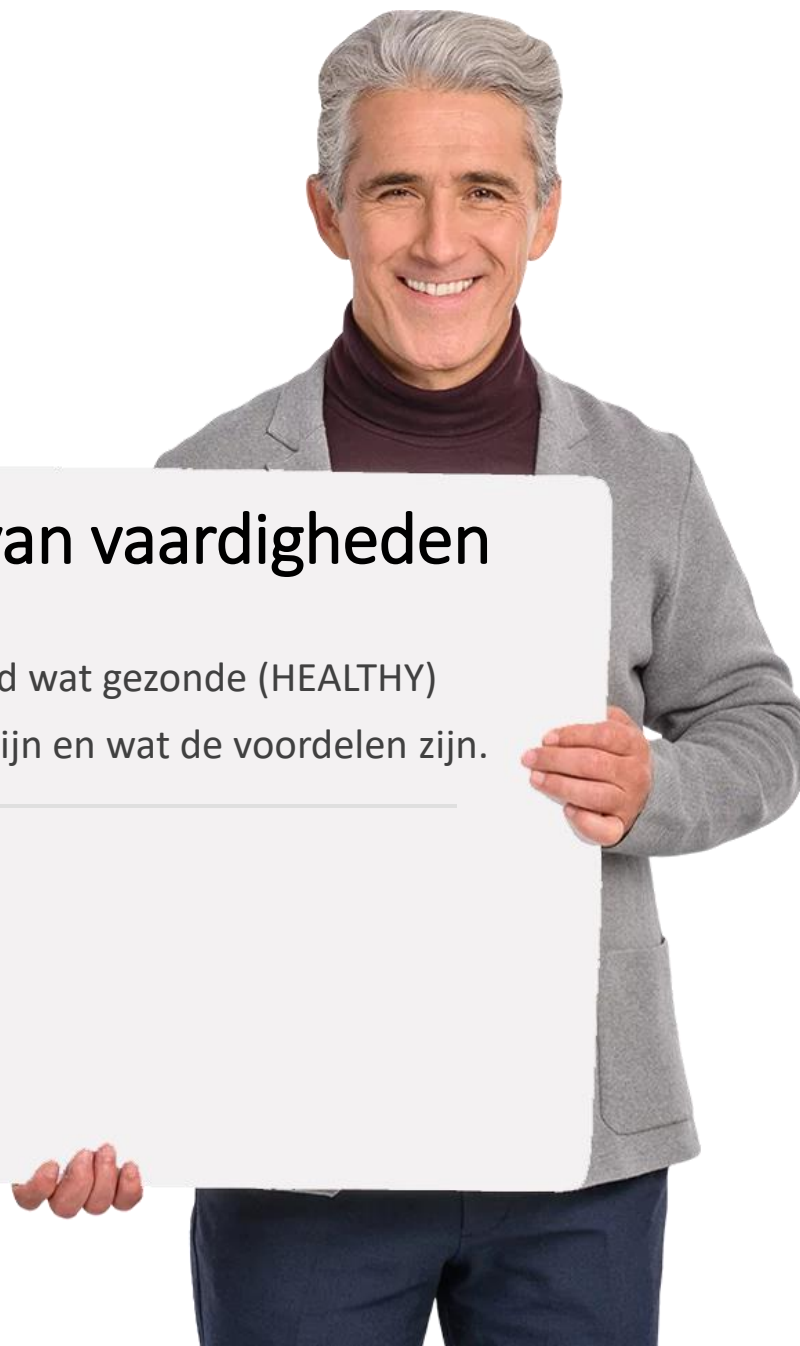 van vaardigheden
d wat gezonde (HEALTHY)
ijn en wat de voordelen zijn.